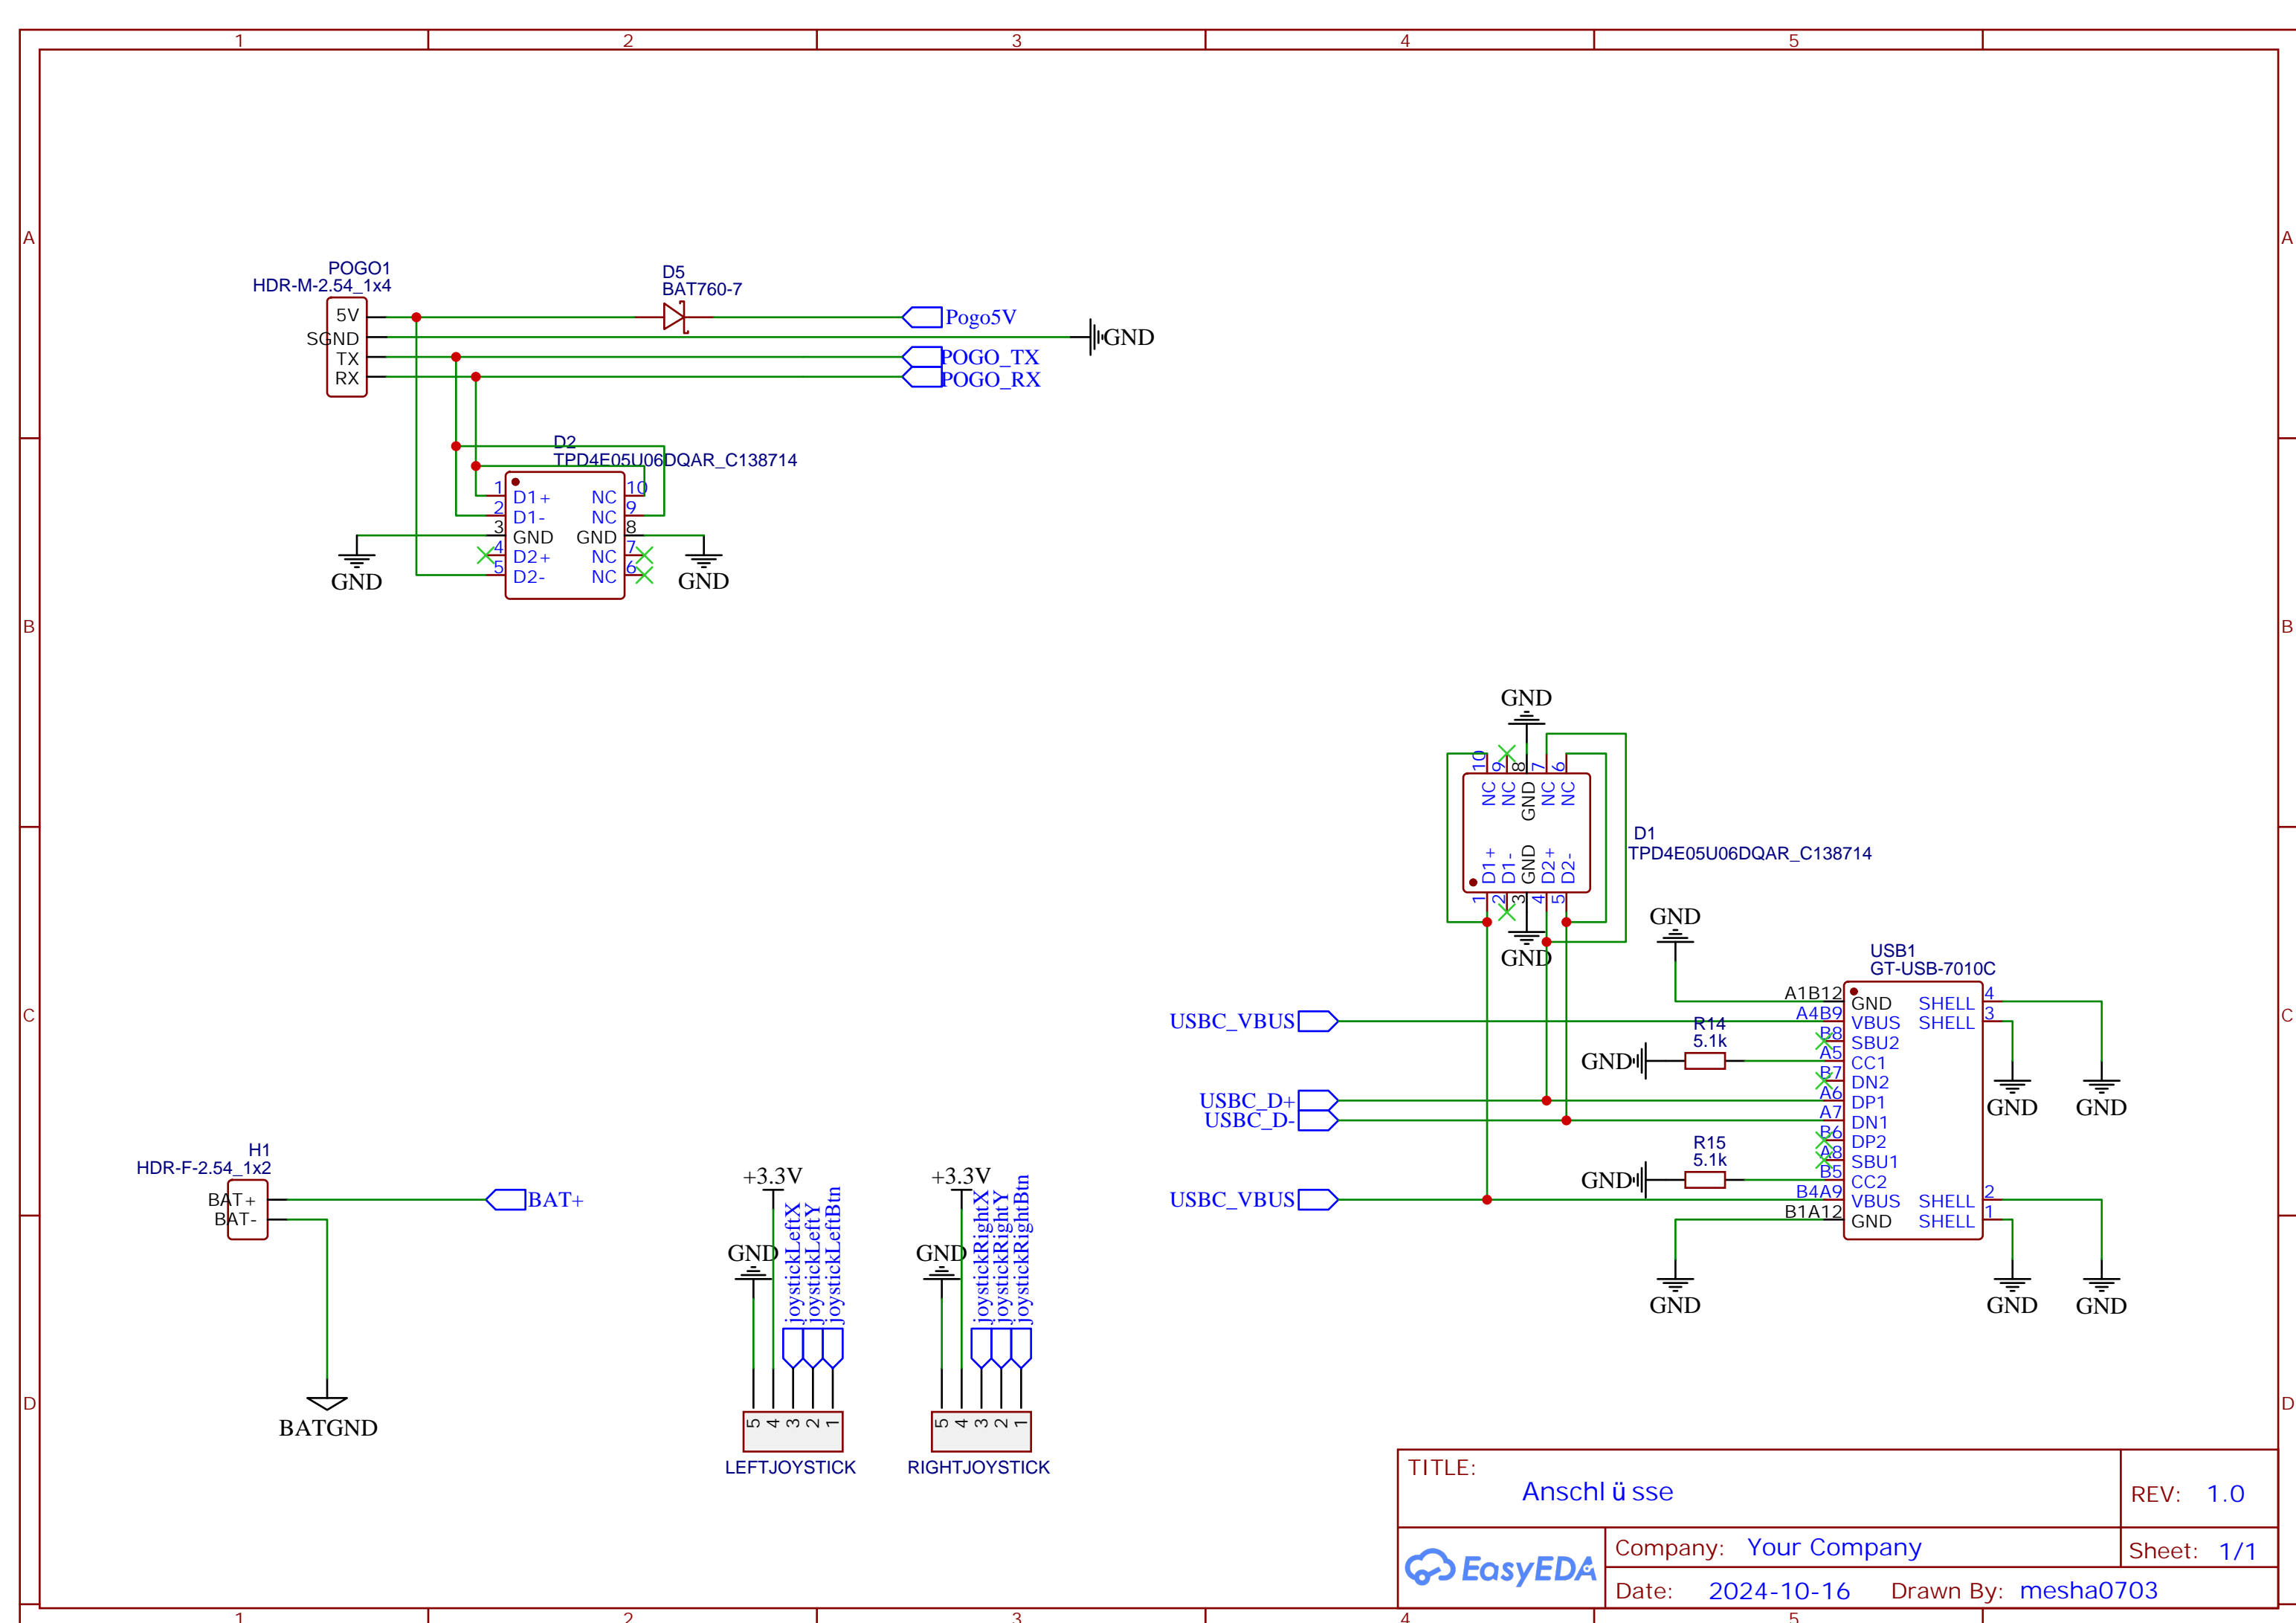 1 2 3 4 5
A A
POGO1
HDR-M-2.54_1x4
D5
BAT760-7
5V
SGND
TX
RX
Pogo5V
GND
POGO_TX
POGO_RX
D2
TPD4E05U06DQAR_C138714
1 D1+ NC 10
2 D1- NC 9
3 GND GND 8
4 D2+ NC 7
5 D2- NC 6
GND GND
B B
GND
10 9 8 7 6
NC NC GND NC NC
D1
TPD4E05U06DQAR_C138714
D1+ D1- GND D2+ D2-
1 2 3 4 5
GND
GND
USB1
GT-USB-7010C
C C
A1B12 GND SHELL 4
USBC_VBUS A4B9 VBUS SHELL 3
R14
5.1k
B8 SBU2
GND A5 CC1
B7 DN2
USBC_D+ A6 DP1
USBC_D- A7 DN1
GND GND
B6 DP2
R15
5.1k
A8 SBU1
GND B5 CC2
USBC_VBUS B4A9 VBUS SHELL 2
B1A12 GND SHELL 1
GND GND GND
H1
HDR-F-2.54_1x2
BAT+
BAT-
BAT+
BATGND
+3.3V
GND
joystickLeftX
joystickLeftY
joystickLeftBtn
5 4 3 2 1
LEFTJOYSTICK
+3.3V
GND
joystickRightX
joystickRightY
joystickRightBtn
5 4 3 2 1
RIGHTJOYSTICK
D D
TITLE:
Anschlüsse
REV: 1.0
EasyEDA
Company: Your Company
Sheet: 1/1
Date: 2024-10-16 Drawn By: mesha0703
1 2 3 4 5